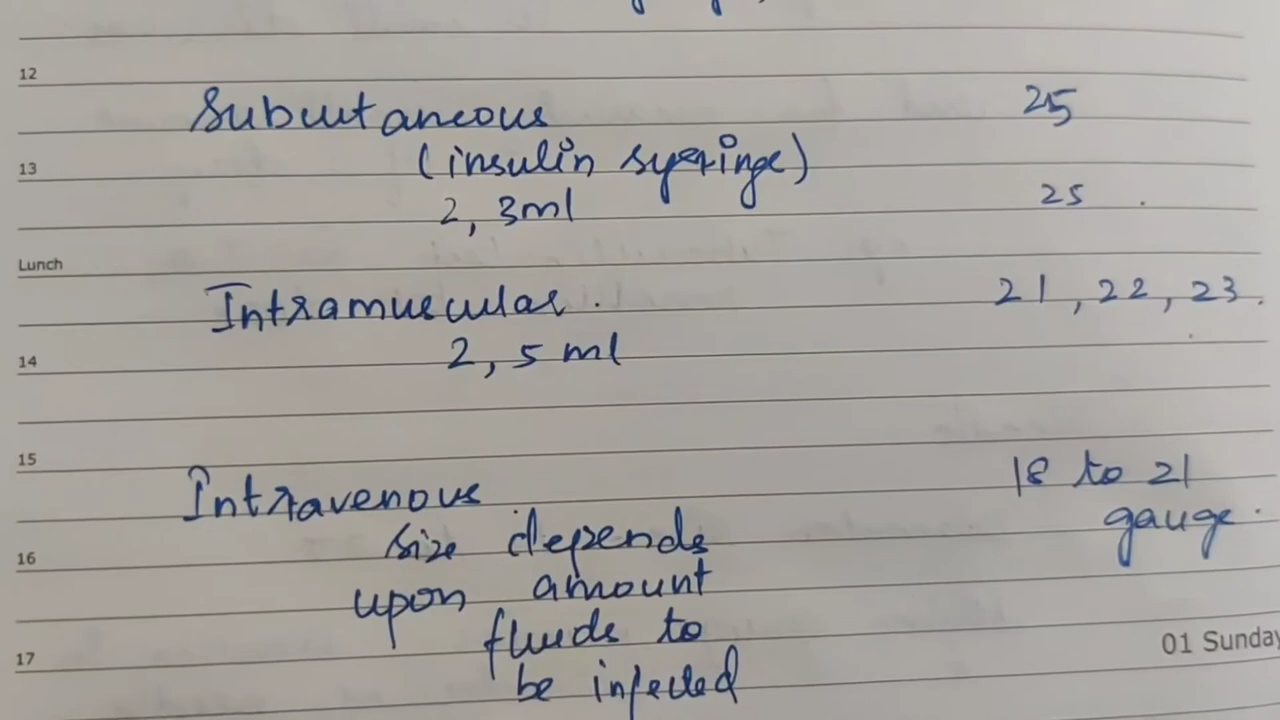 12
Subcutaneous 25
(insulin syringe)
13
2, 3ml 25 .
Lunch
Intramuscular. 21, 22, 23.
2, 5 ml
14
15
Intravenous 18 to 21
size depends gauge.
16
upon amount
fluids to
17 01 Sunday
be injected